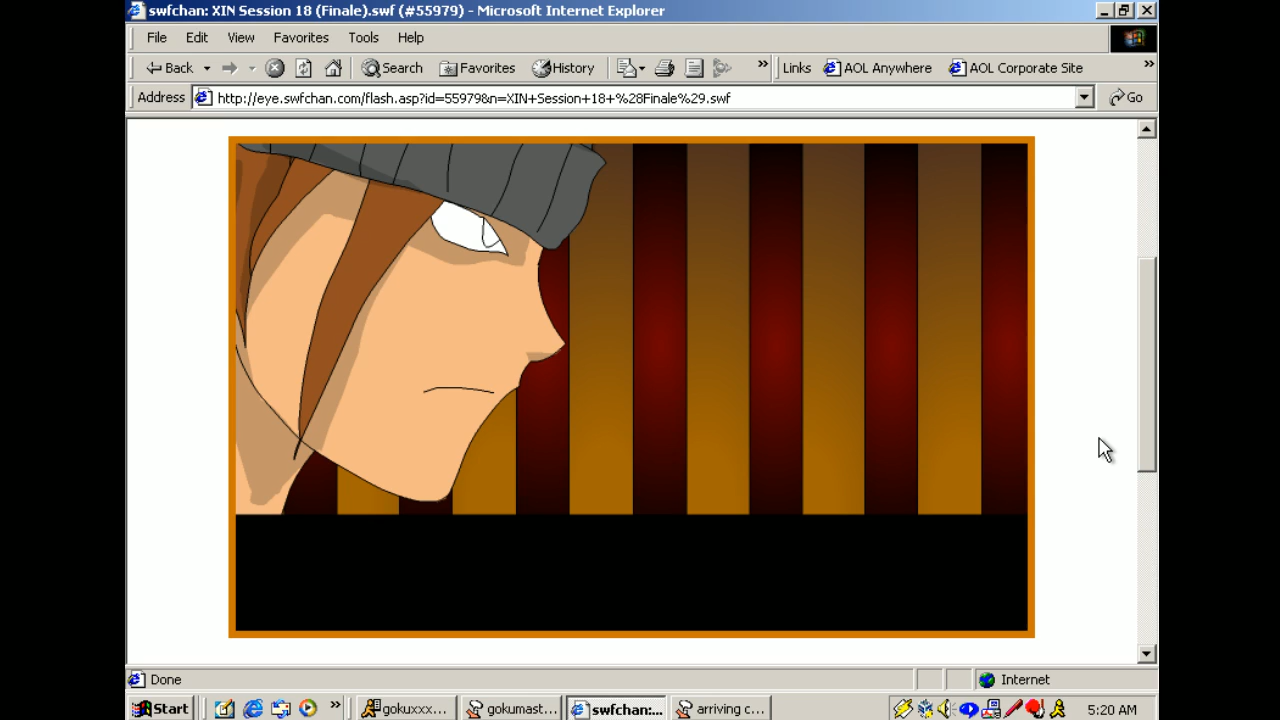 swfchan: XIN Session 18 (Finale).swf (#55979) - Microsoft Internet Explorer
File Edit View Favorites Tools Help
Back Search Favorites History » Links AOL Anywhere AOL Corporate Site »
Address http://eye.swfchan.com/flash.asp?id=55979&n=XIN+Session+18+%28Finale%29.swf Go
Done Internet
Start » gokuxxx... gokumast... swfchan:... arriving c... 5:20 AM